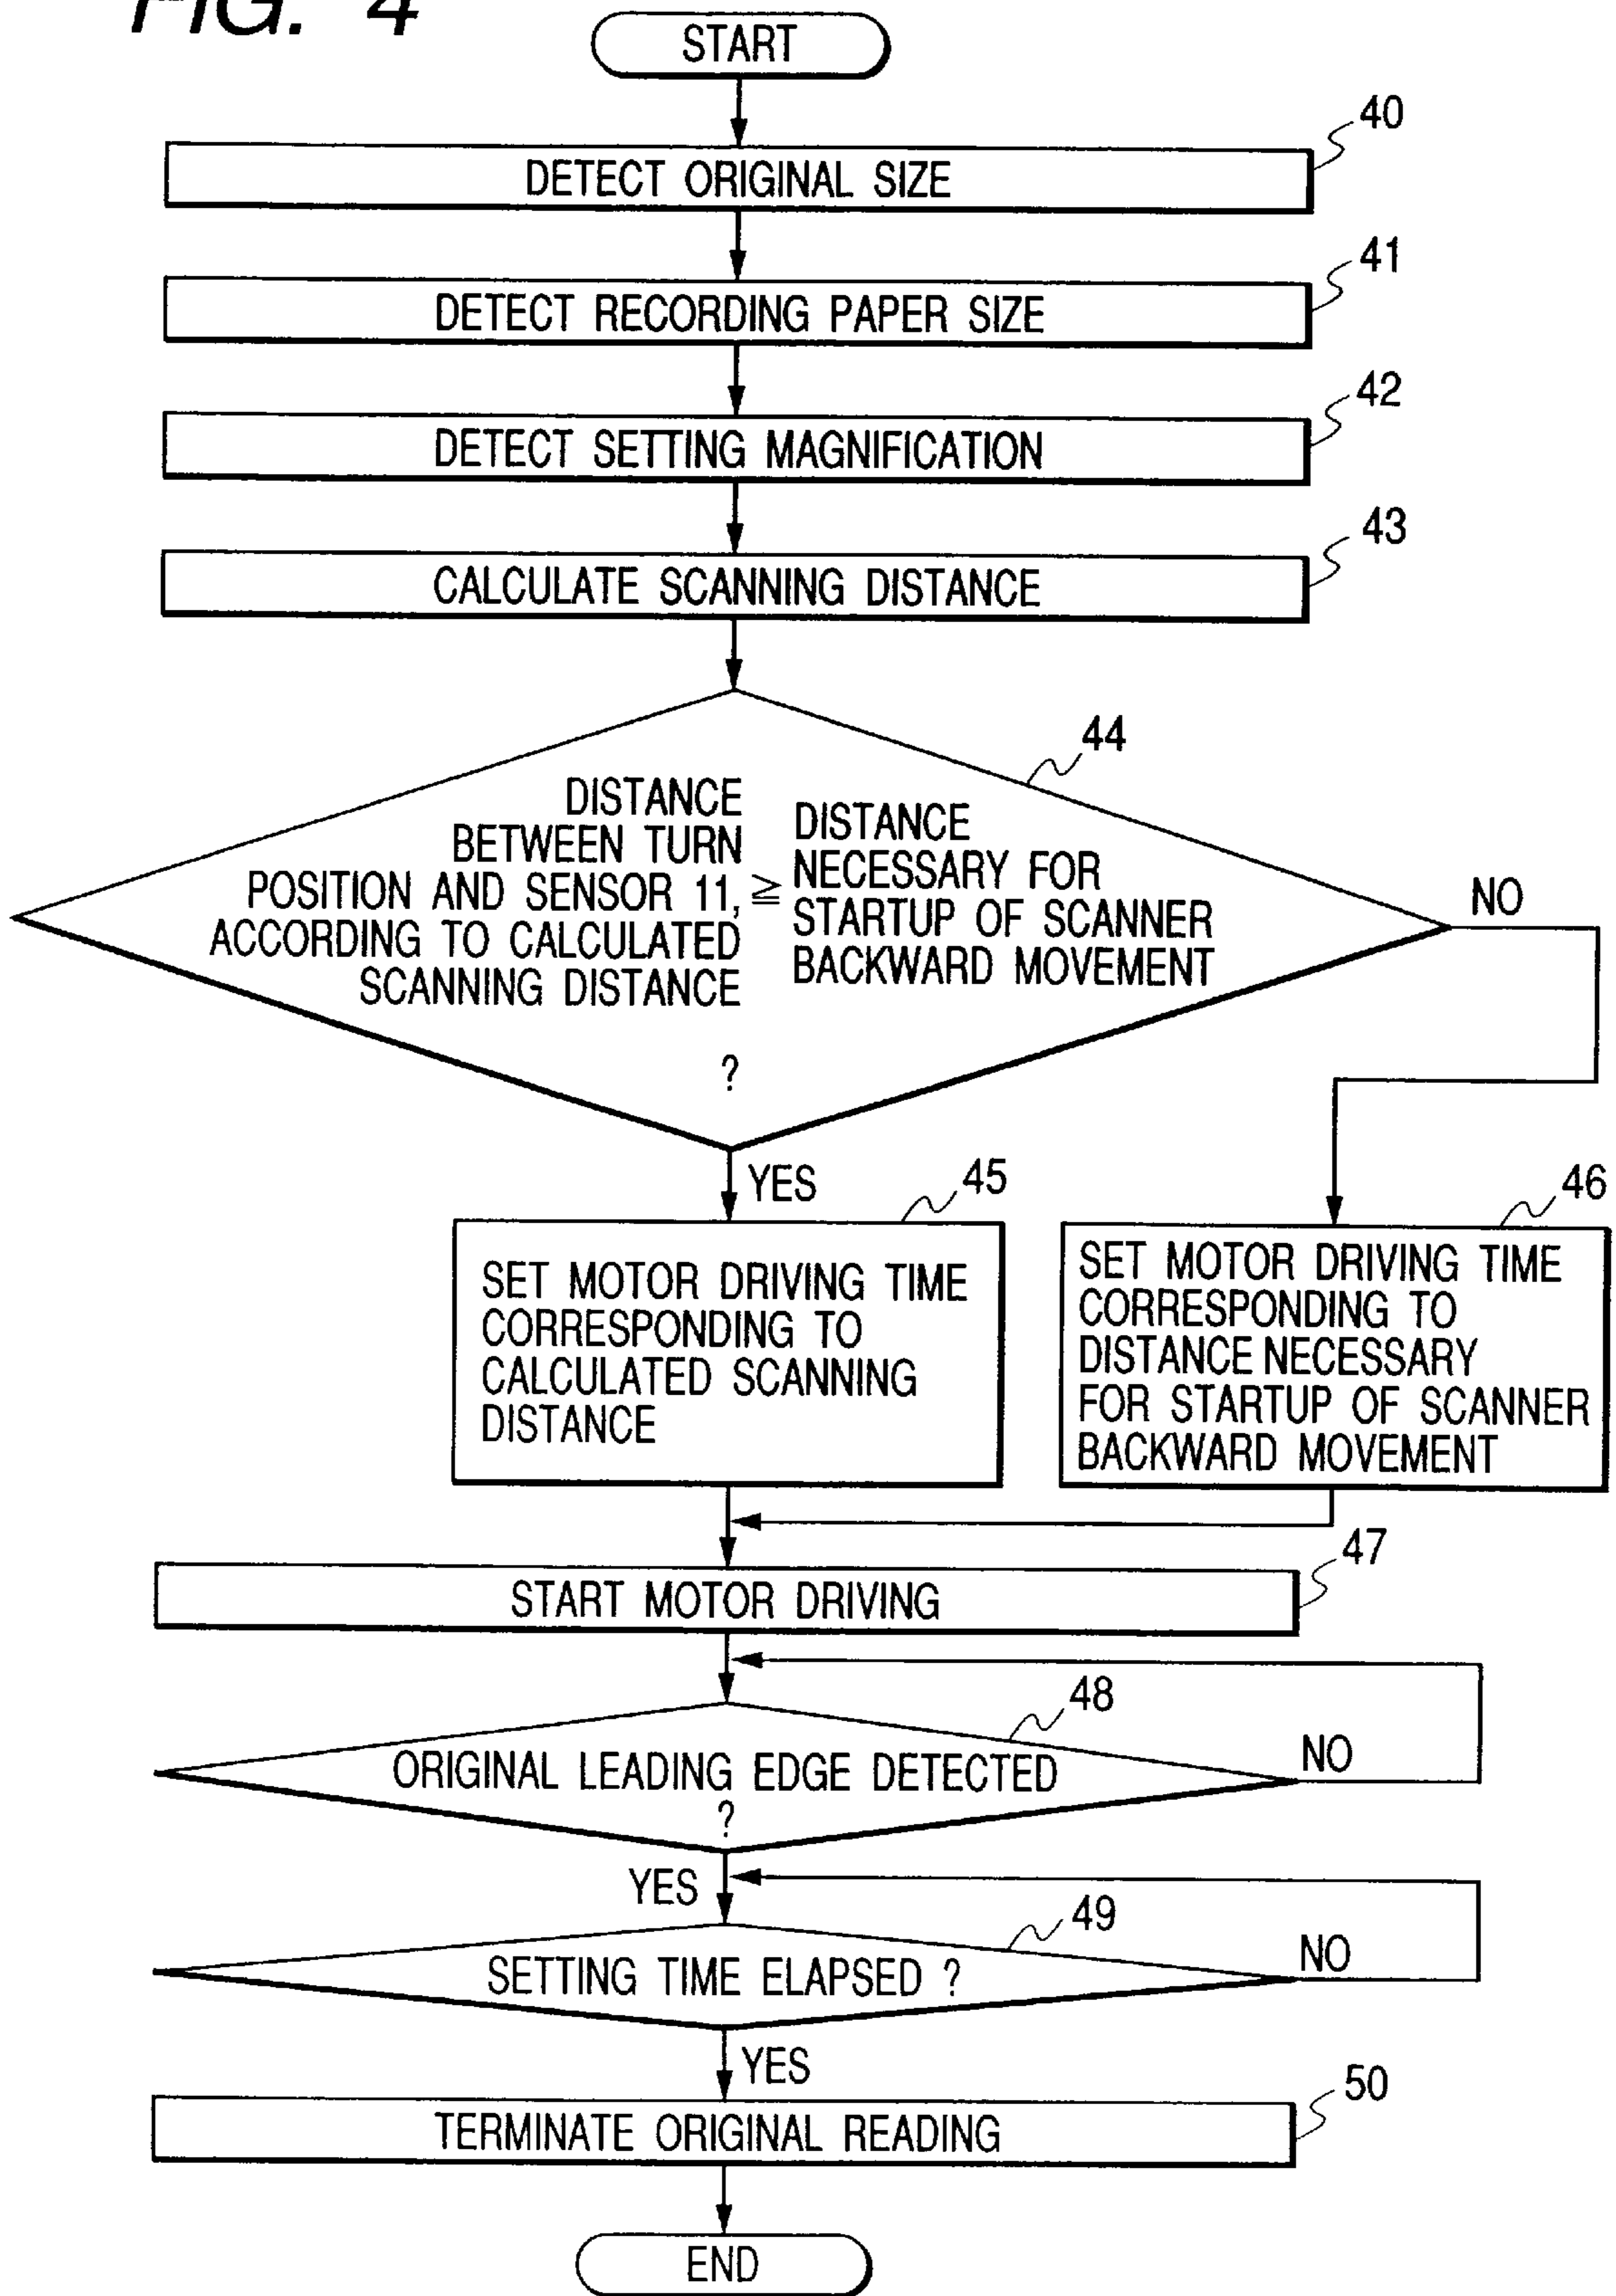 FIG. 4
START
40
DETECT ORIGINAL SIZE
41
DETECT RECORDING PAPER SIZE
42
DETECT SETTING MAGNIFICATION
43
CALCULATE SCANNING DISTANCE
44
DISTANCE
BETWEEN TURN
POSITION AND SENSOR 11,
ACCORDING TO CALCULATED
SCANNING DISTANCE
≧
DISTANCE
NECESSARY FOR
STARTUP OF SCANNER
BACKWARD MOVEMENT
?
NO
YES
45
SET MOTOR DRIVING TIME
CORRESPONDING TO
CALCULATED SCANNING
DISTANCE
46
SET MOTOR DRIVING TIME
CORRESPONDING TO
DISTANCE NECESSARY
FOR STARTUP OF SCANNER
BACKWARD MOVEMENT
47
START MOTOR DRIVING
48
ORIGINAL LEADING EDGE DETECTED
?
NO
YES
49
SETTING TIME ELAPSED ?
NO
YES
50
TERMINATE ORIGINAL READING
END